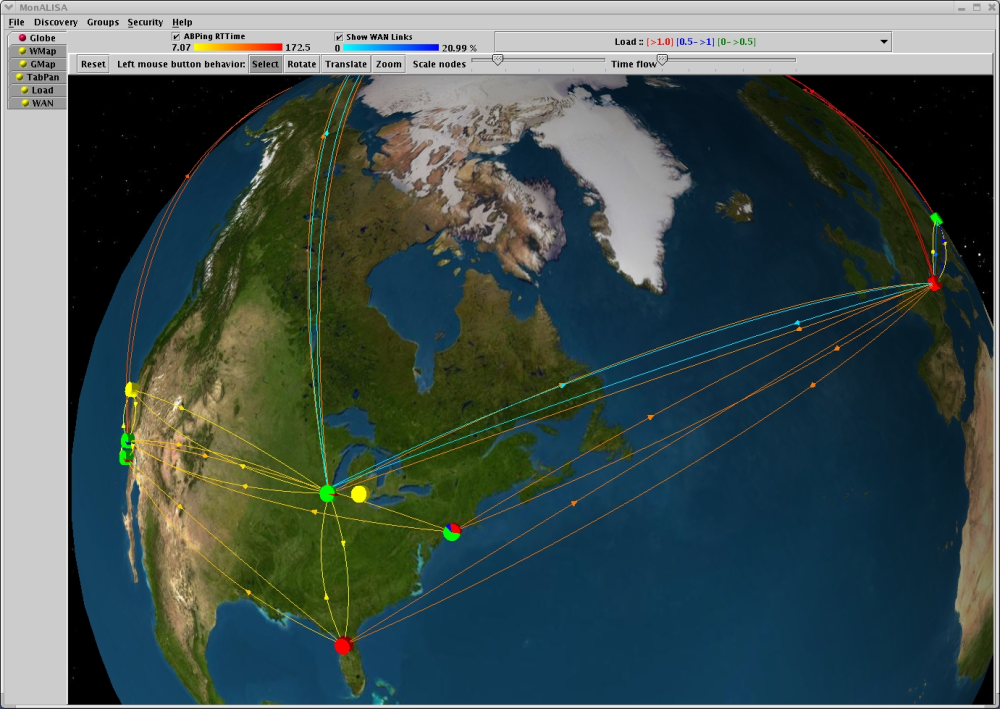 MonALISA
File Discovery Groups Security Help
Globe
WMap
GMap
TabPan
Load
WAN
ABPing RTTime
7.07 172.5
Show WAN Links
0 20.99 %
Load :: [>1.0] [0.5->1] [0->0.5]
Reset Left mouse button behavior: Select Rotate Translate Zoom Scale nodes Time flow